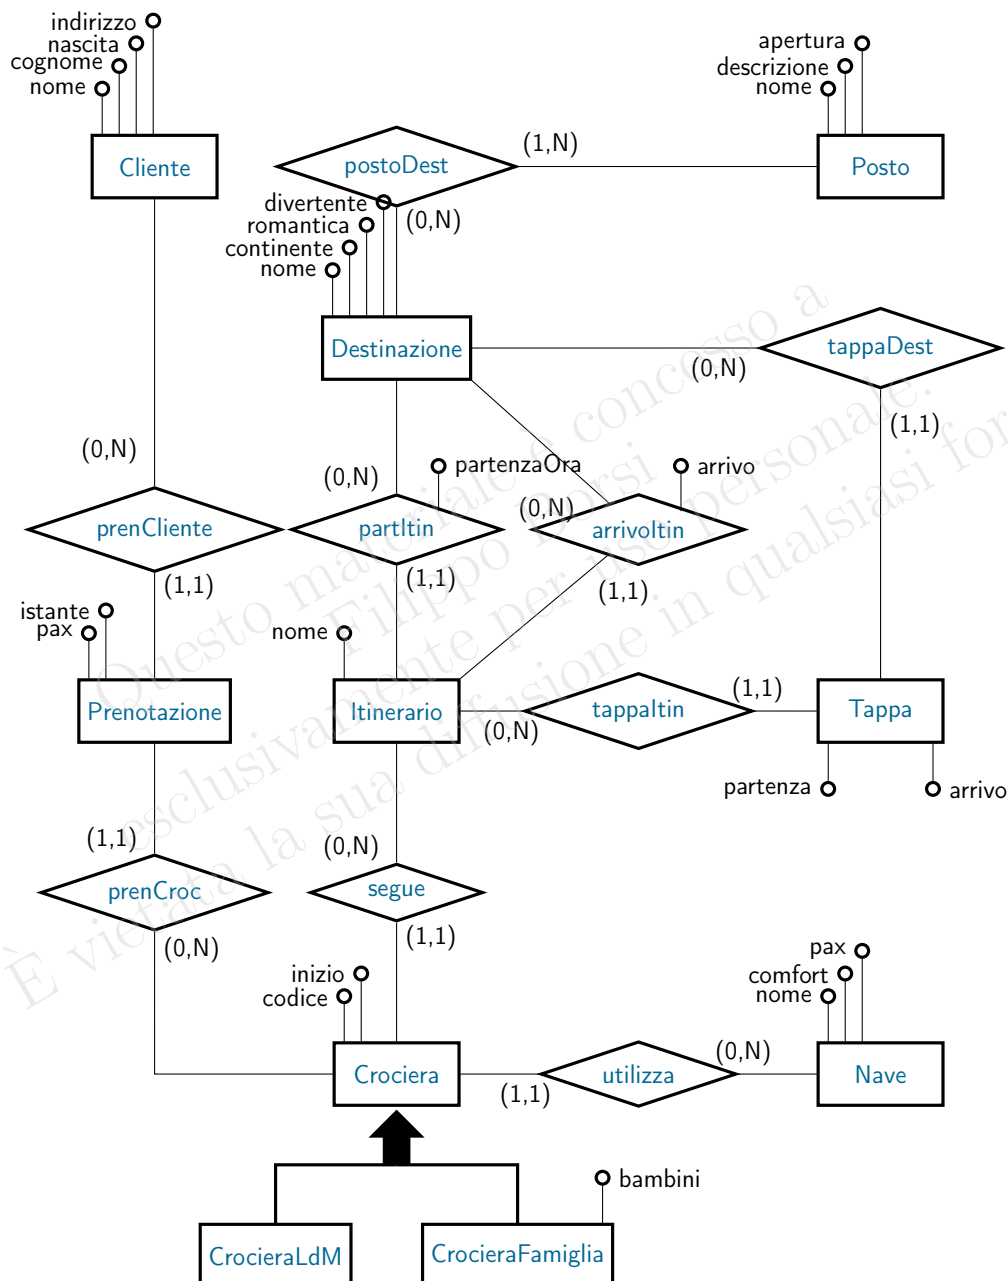 indirizzo
nascita
cognome
nome
Cliente
apertura
descrizione
nome
Posto
postoDest
(1,N)
(0,N)
divertente
romantica
continente
nome
Destinazione
tappaDest
(0,N)
(1,1)
(0,N)
prenCliente
(1,1)
(0,N)
partenzaOra
partItin
(1,1)
arrivo
(0,N)
arrivoItin
(1,1)
istante
pax
Prenotazione
nome
Itinerario
(0,N)
tappaItin
(1,1)
Tappa
partenza
arrivo
(1,1)
prenCroc
(0,N)
(0,N)
segue
(1,1)
inizio
codice
Crociera
(1,1)
utilizza
(0,N)
pax
comfort
nome
Nave
bambini
CrocieraLdM
CrocieraFamiglia
Questo materiale è concesso a
Filippo Dorsi
esclusivamente per uso personale.
È vietata la sua diffusione in qualsiasi for